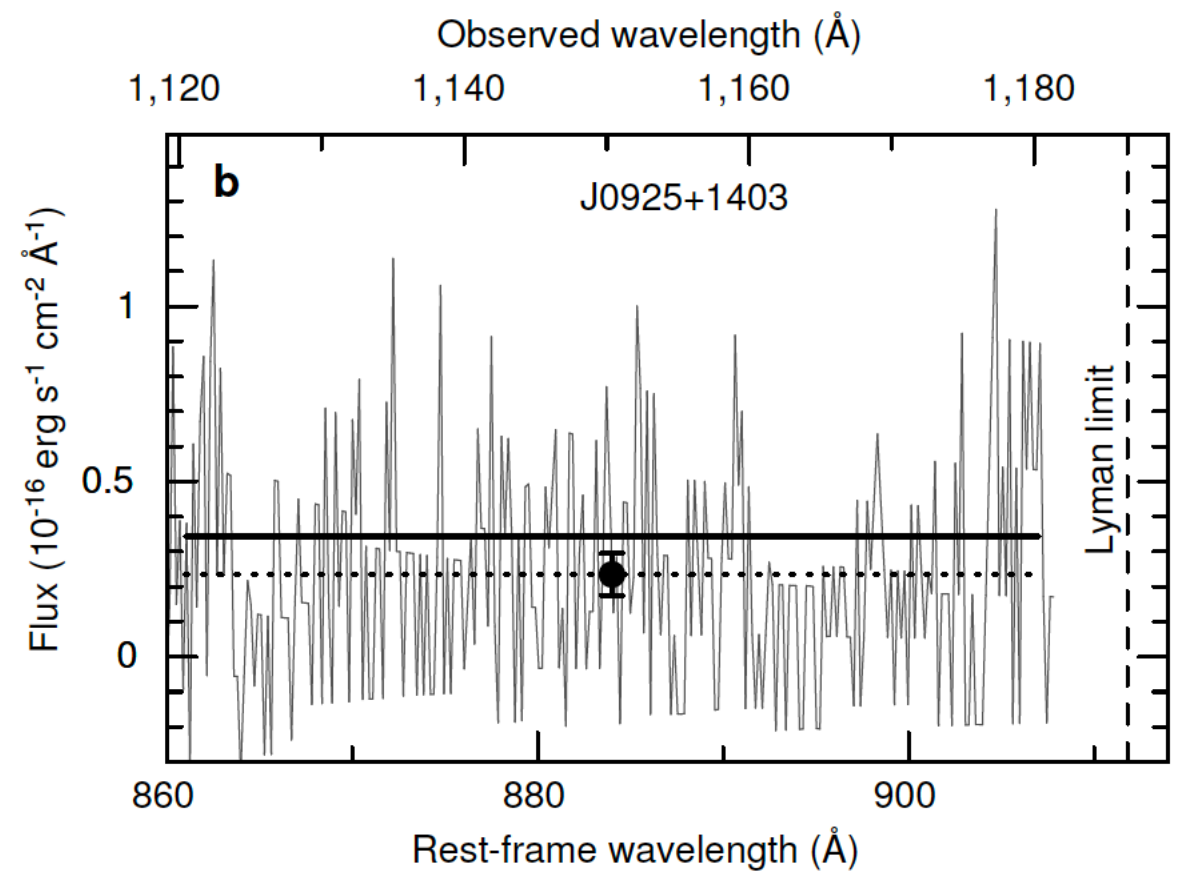 Observed wavelength (Å)
1,120 1,140 1,160 1,180
b
J0925+1403
Flux (10⁻¹⁶ erg s⁻¹ cm⁻² Å⁻¹)
1
0.5
0
Lyman limit
860 880 900
Rest-frame wavelength (Å)